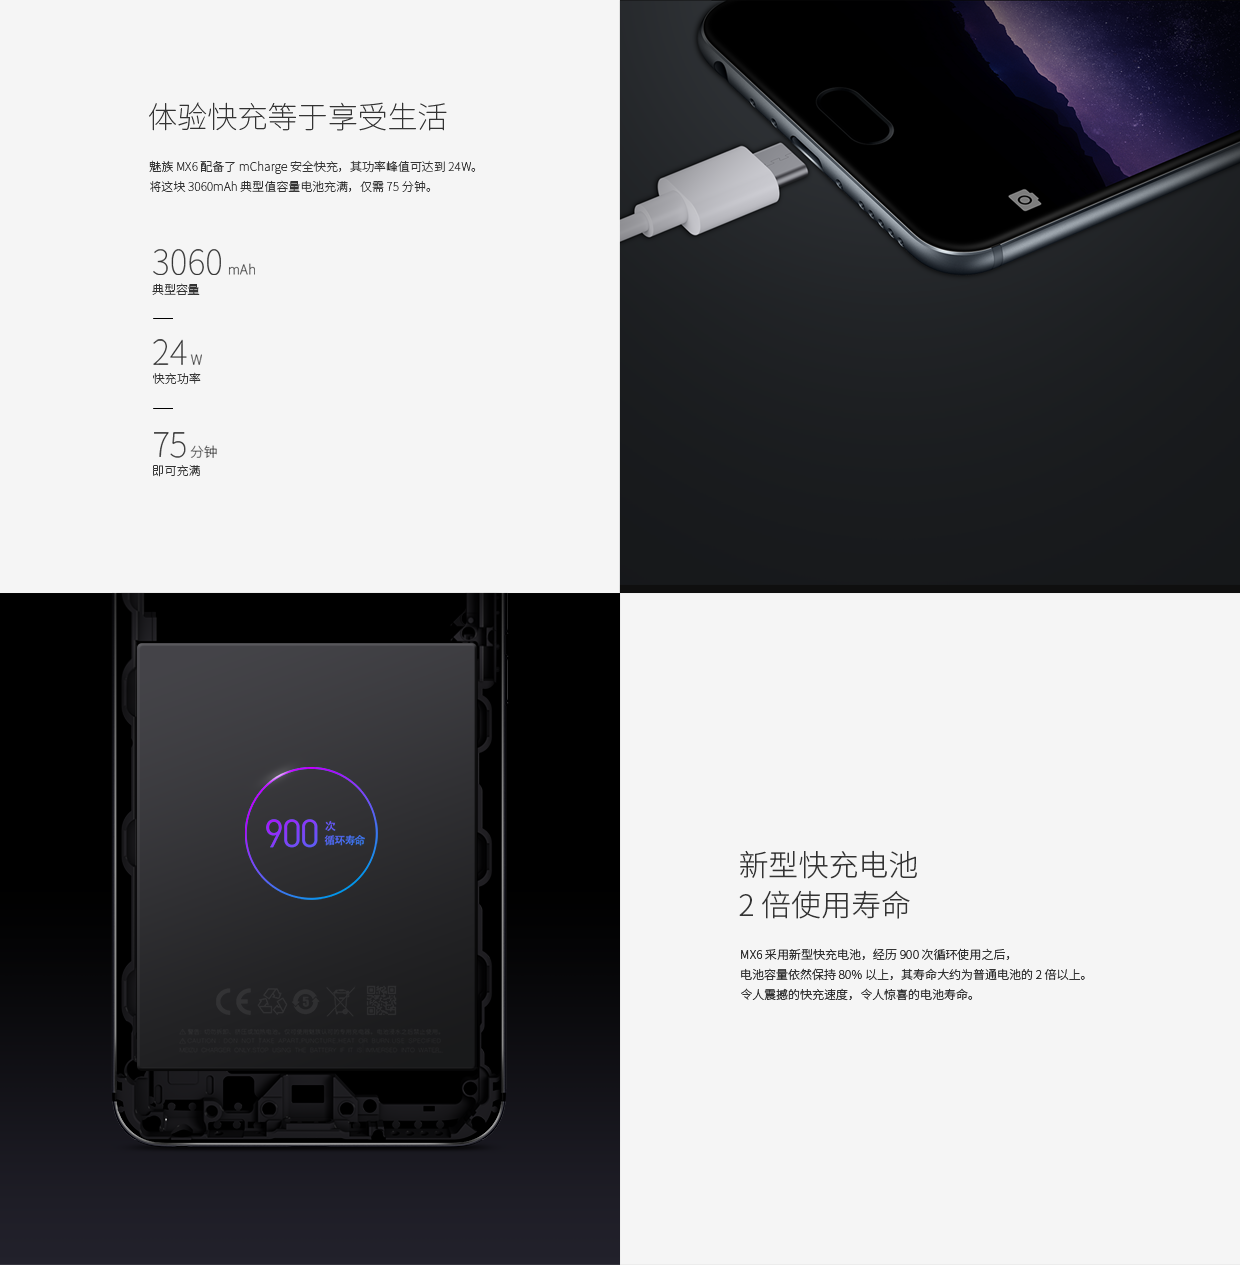 体验快充等于享受生活
魅族 MX6 配备了 mCharge 安全快充，其功率峰值可达到 24W。
将这块 3060mAh 典型值容量电池充满，仅需 75 分钟。
3060 mAh
典型容量
24 W
快充功率
75 分钟
即可充满
900 次
循环寿命
新型快充电池
2 倍使用寿命
MX6 采用新型快充电池，经历 900 次循环使用之后，
电池容量依然保持 80% 以上，其寿命大约为普通电池的 2 倍以上。
令人震撼的快充速度，令人惊喜的电池寿命。